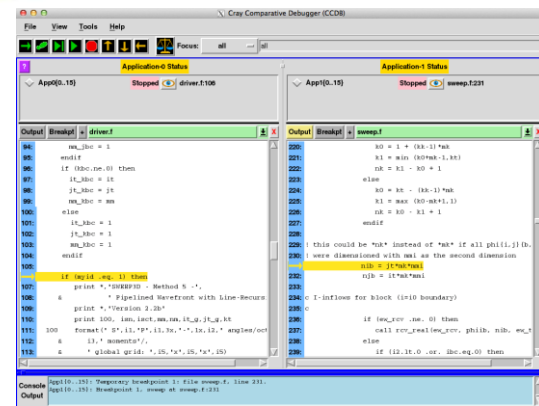 Cray Comparative Debugger (CCDB)
File View Tools Help
Focus: all all
? Application-0 Status
App0{0..15} Stopped driver.f:106
Application-1 Status
App1{0..15} Stopped sweep.f:231
Output Breakpt + driver.f X
94: mm_jbc = 1
95: endif
96: if (kbc.ne.0) then
97: it_kbc = it
98: jt_kbc = jt
99: mm_kbc = mm
100: else
101: it_kbc = 1
102: jt_kbc = 1
103: mm_kbc = 1
104: endif
105:
if (myid .eq. 1) then
107: print *,'SWEEP3D - Method 5 -',
108: & ' Pipelined Wavefront with Line-Recurs
109: print *,'Version 2.2b'
110: print 100, isn,isct,mm,nm,it_g,jt_g,kt
111: 100 format(' S',i1,'P',i1,3x,'-',1x,i2,' angles/oct
112: & i3,' moments'/,
113: & ' global grid: ',i5,'x',i5,'x',i5)
Output Breakpt + sweep.f X
220: k0 = 1 + (kk-1)*mk
221: k1 = min (k0+mk-1,kt)
222: nk = k1 - k0 + 1
223: else
224: k0 = kt - (kk-1)*mk
225: k1 = max (k0-mk+1,1)
226: nk = k0 - k1 + 1
227: endif
228:
229: ! this could be *nk* instead of *mk* if all phi{i,j}{b,
230: ! were dimensioned with mmi as the second dimension
nib = jt*mk*mmi
232: njb = it*mk*mmi
233:
234: c I-inflows for block (i=i0 boundary)
235: c
236: if (ew_rcv .ne. 0) then
237: call rcv_real(ew_rcv, phiib, nib, ew_t
238: else
239: if (i2.lt.0 .or. ibc.eq.0) then
Console Output
App1{0..15}: Temporary breakpoint 1: file sweep.f, line 231.
App1{0..15}: Breakpoint 1, sweep at sweep.f:231